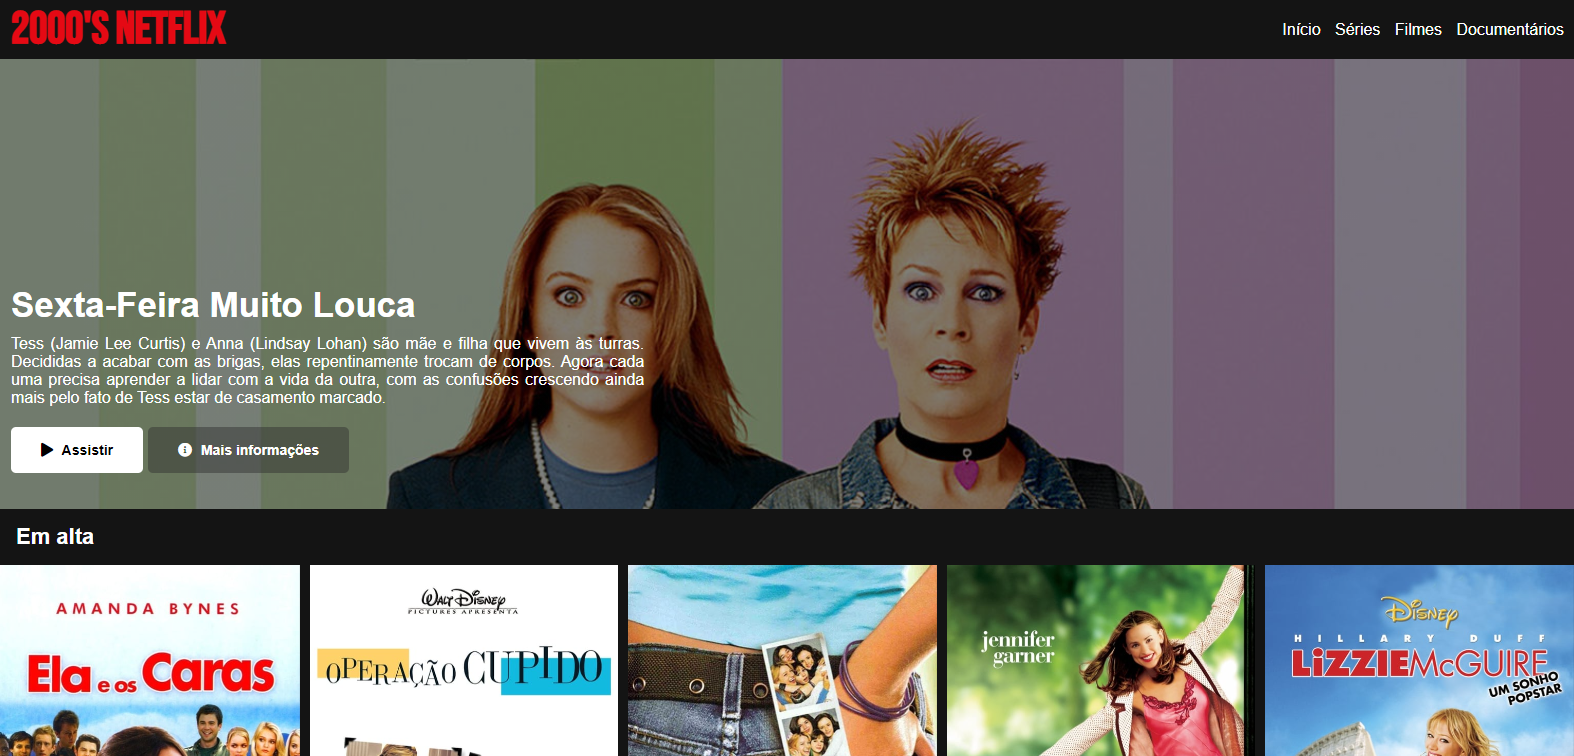 2000'S NETFLIX
Início Séries Filmes Documentários
Sexta-Feira Muito Louca
Tess (Jamie Lee Curtis) e Anna (Lindsay Lohan) são mãe e filha que vivem às turras.
Decididas a acabar com as brigas, elas repentinamente trocam de corpos. Agora cada
uma precisa aprender a lidar com a vida da outra, com as confusões crescendo ainda
mais pelo fato de Tess estar de casamento marcado.
Assistir
Mais informações
Em alta
AMANDA BYNES
Ela e os Caras
WALT DISNEY
PICTURES APRESENTA
OPERAÇÃO CUPIDO
jennifer
garner
Disney
HILLARY DUFF
LiZZIE McGUIRE
UM SONHO
POPSTAR